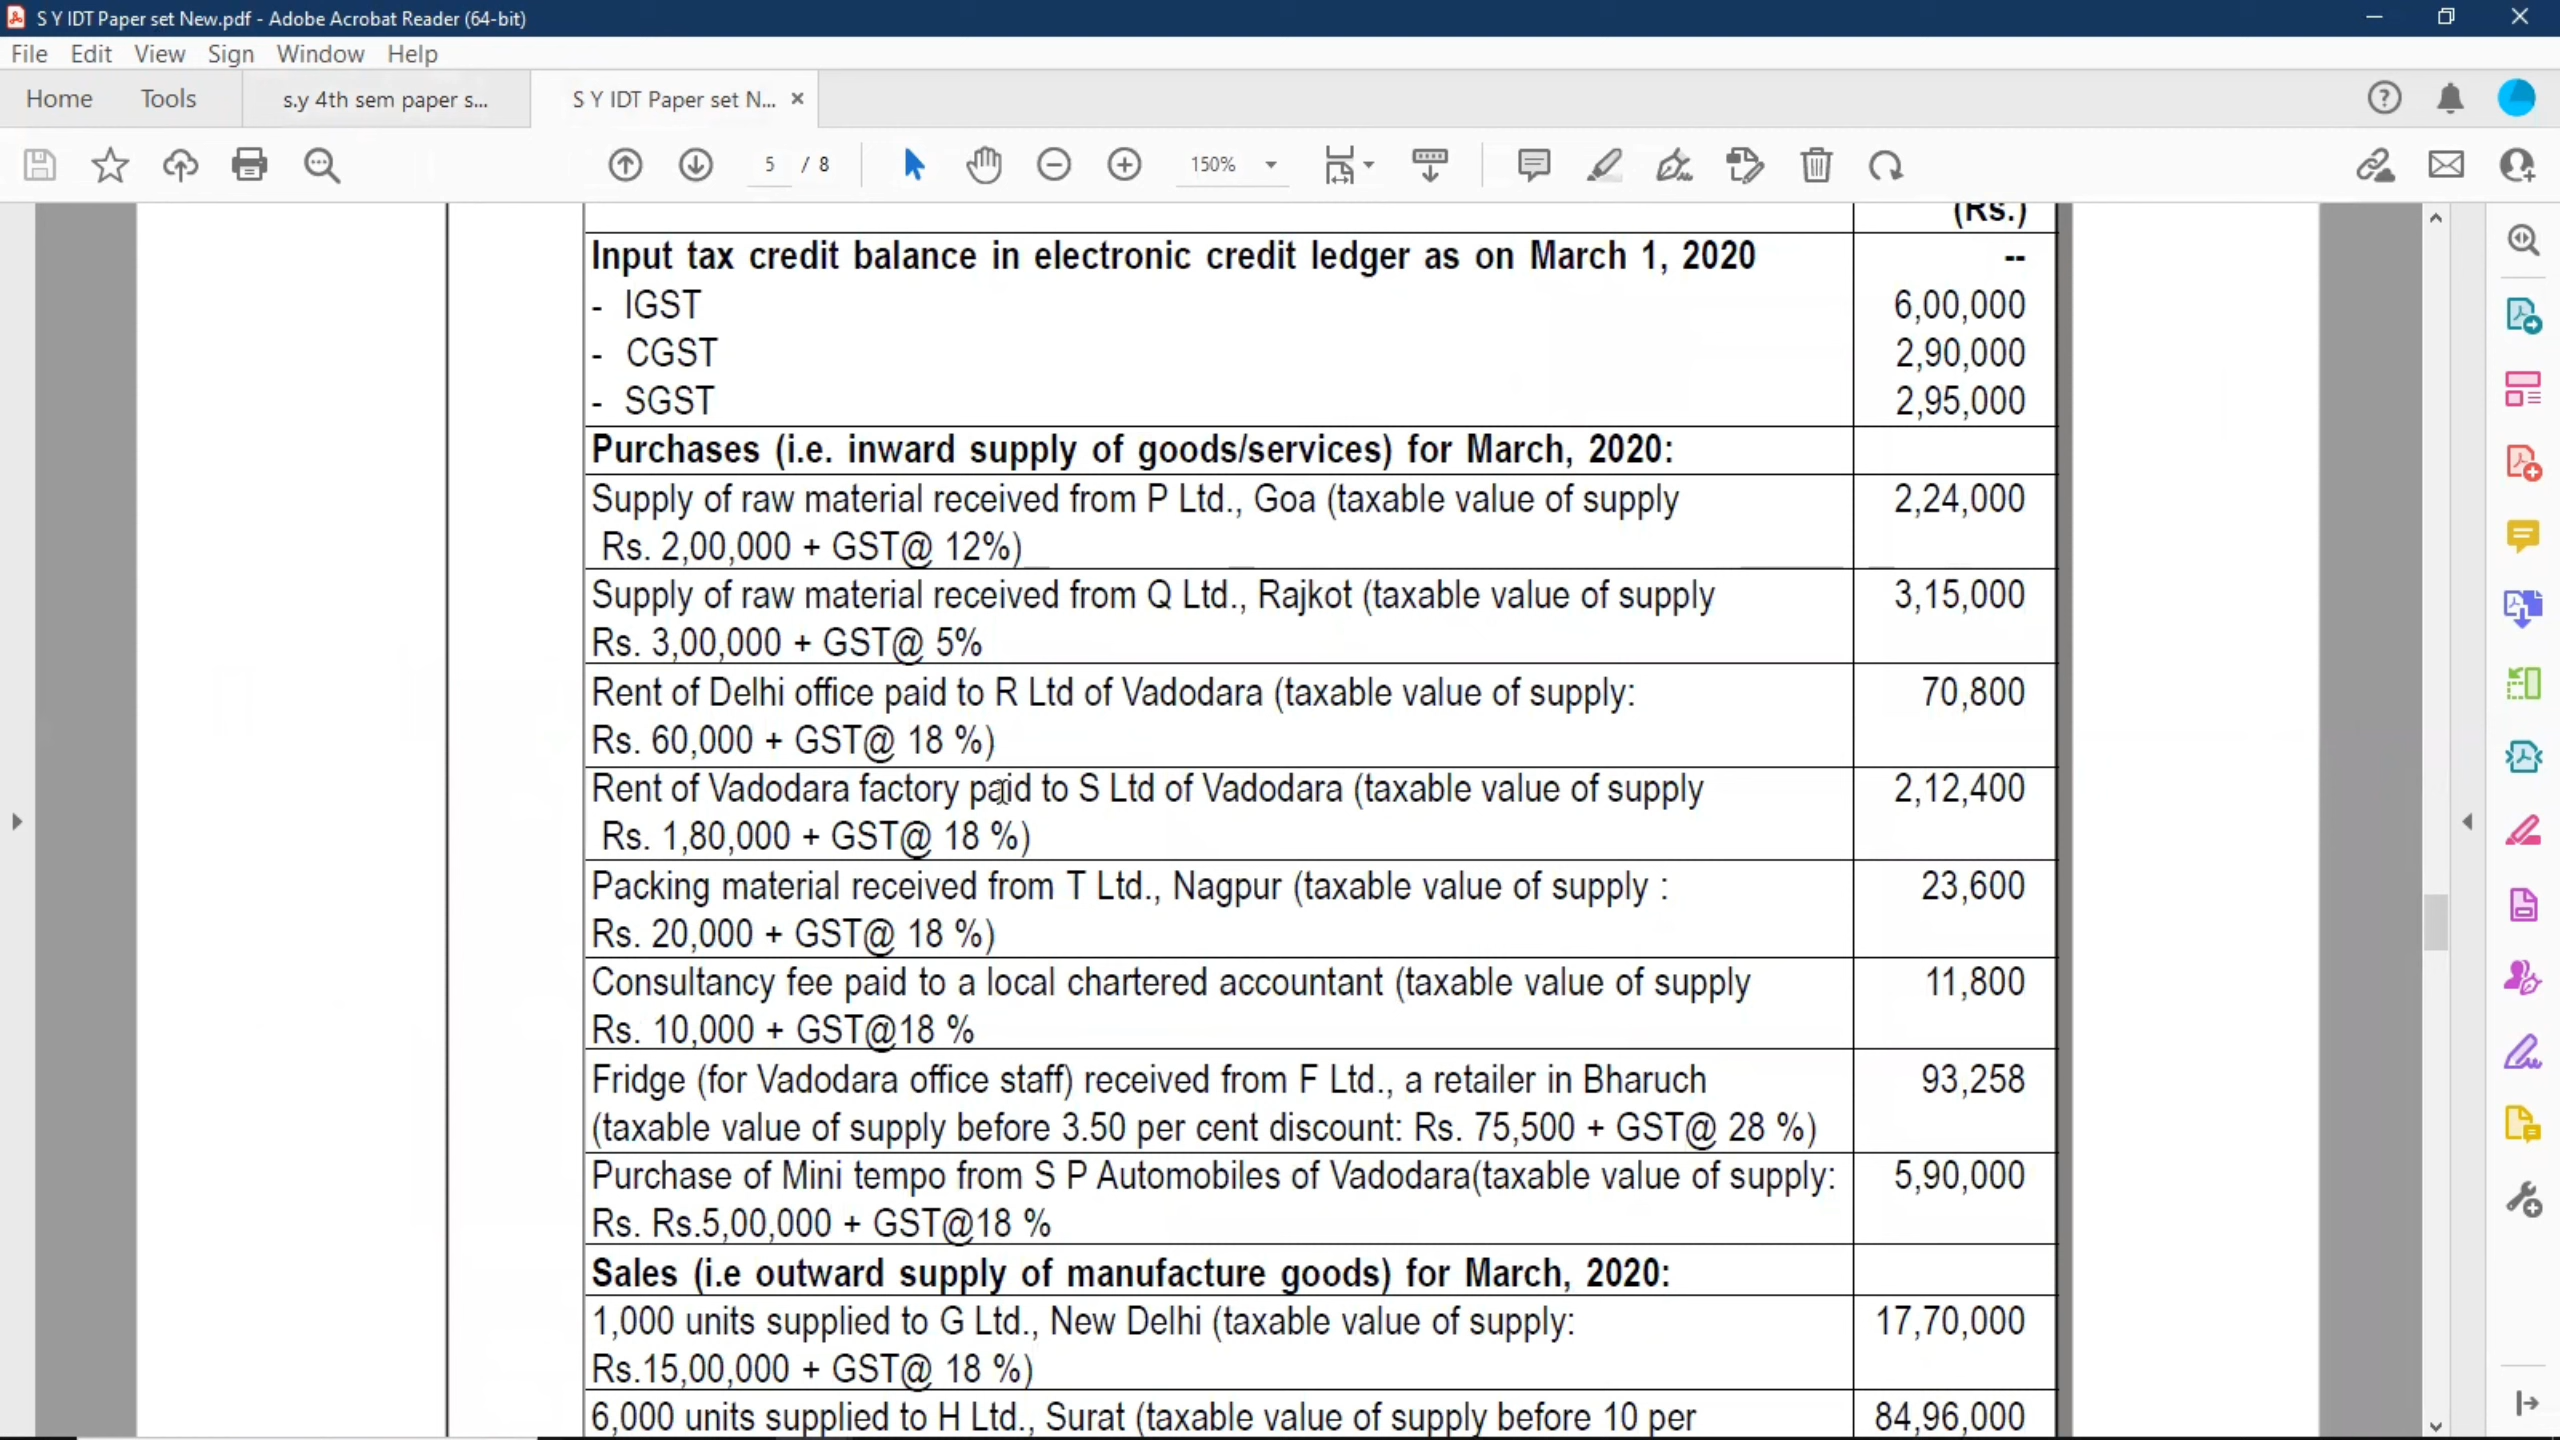 S Y IDT Paper set New.pdf - Adobe Acrobat Reader (64-bit)
File Edit View Sign Window Help
Home Tools s.y 4th sem paper s... S Y IDT Paper set N... ×
5 / 8 150%
(Rs.)
Input tax credit balance in electronic credit ledger as on March 1, 2020 --
- IGST 6,00,000
- CGST 2,90,000
- SGST 2,95,000
Purchases (i.e. inward supply of goods/services) for March, 2020:
Supply of raw material received from P Ltd., Goa (taxable value of supply 2,24,000
Rs. 2,00,000 + GST@ 12%)
Supply of raw material received from Q Ltd., Rajkot (taxable value of supply 3,15,000
Rs. 3,00,000 + GST@ 5%
Rent of Delhi office paid to R Ltd of Vadodara (taxable value of supply: 70,800
Rs. 60,000 + GST@ 18 %)
Rent of Vadodara factory paid to S Ltd of Vadodara (taxable value of supply 2,12,400
Rs. 1,80,000 + GST@ 18 %)
Packing material received from T Ltd., Nagpur (taxable value of supply : 23,600
Rs. 20,000 + GST@ 18 %)
Consultancy fee paid to a local chartered accountant (taxable value of supply 11,800
Rs. 10,000 + GST@18 %
Fridge (for Vadodara office staff) received from F Ltd., a retailer in Bharuch 93,258
(taxable value of supply before 3.50 per cent discount: Rs. 75,500 + GST@ 28 %)
Purchase of Mini tempo from S P Automobiles of Vadodara(taxable value of supply: 5,90,000
Rs. Rs.5,00,000 + GST@18 %
Sales (i.e outward supply of manufacture goods) for March, 2020:
1,000 units supplied to G Ltd., New Delhi (taxable value of supply: 17,70,000
Rs.15,00,000 + GST@ 18 %)
6,000 units supplied to H Ltd., Surat (taxable value of supply before 10 per 84,96,000